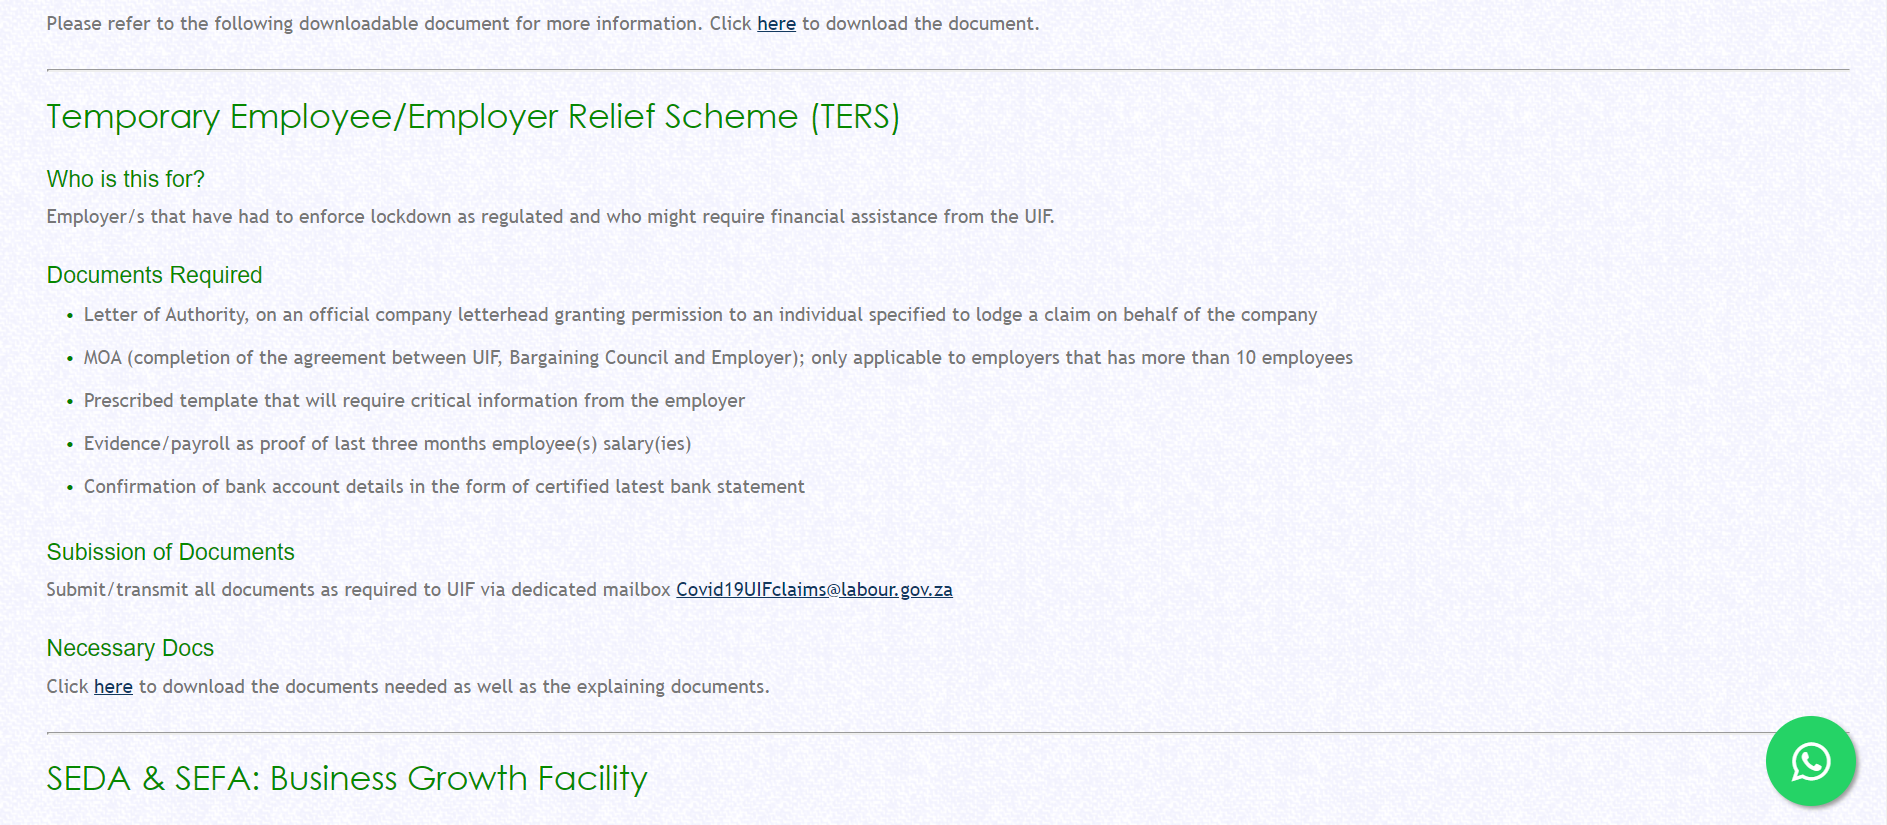 Please refer to the following downloadable document for more information. Click here to download the document.
Temporary Employee/Employer Relief Scheme (TERS)
Who is this for?
Employer/s that have had to enforce lockdown as regulated and who might require financial assistance from the UIF.
Documents Required
• Letter of Authority, on an official company letterhead granting permission to an individual specified to lodge a claim on behalf of the company
• MOA (completion of the agreement between UIF, Bargaining Council and Employer); only applicable to employers that has more than 10 employees
• Prescribed template that will require critical information from the employer
• Evidence/payroll as proof of last three months employee(s) salary(ies)
• Confirmation of bank account details in the form of certified latest bank statement
Subission of Documents
Submit/transmit all documents as required to UIF via dedicated mailbox Covid19UIFclaims@labour.gov.za
Necessary Docs
Click here to download the documents needed as well as the explaining documents.
SEDA & SEFA: Business Growth Facility